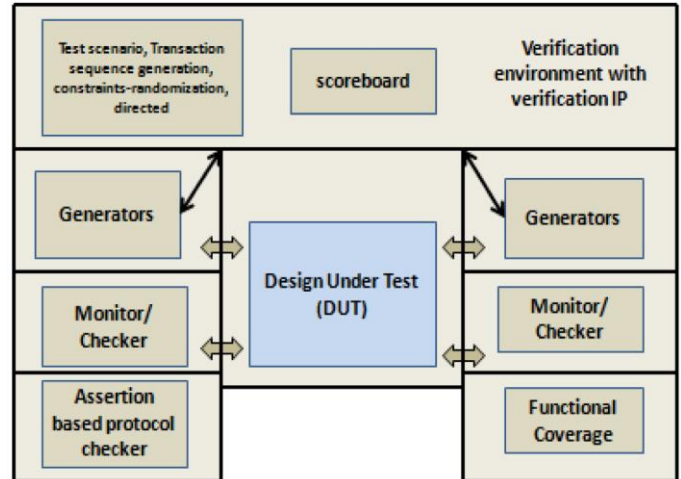 Test scenario, Transaction
sequence generation,
constraints-randomization,
directed
scoreboard
Verification
environment with
verification IP
Generators
Design Under Test
(DUT)
Generators
Monitor/
Checker
Monitor/
Checker
Assertion
based protocol
checker
Functional
Coverage